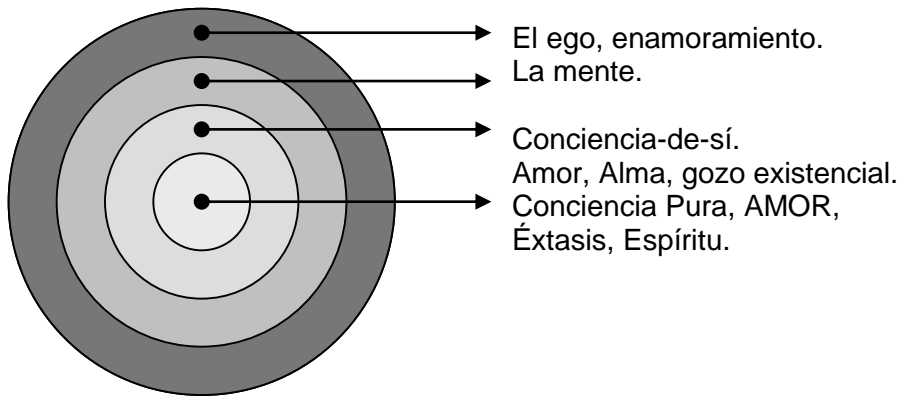 El ego, enamoramiento.
La mente.
Conciencia-de-sí.
Amor, Alma, gozo existencial.
Conciencia Pura, AMOR,
Éxtasis, Espíritu.